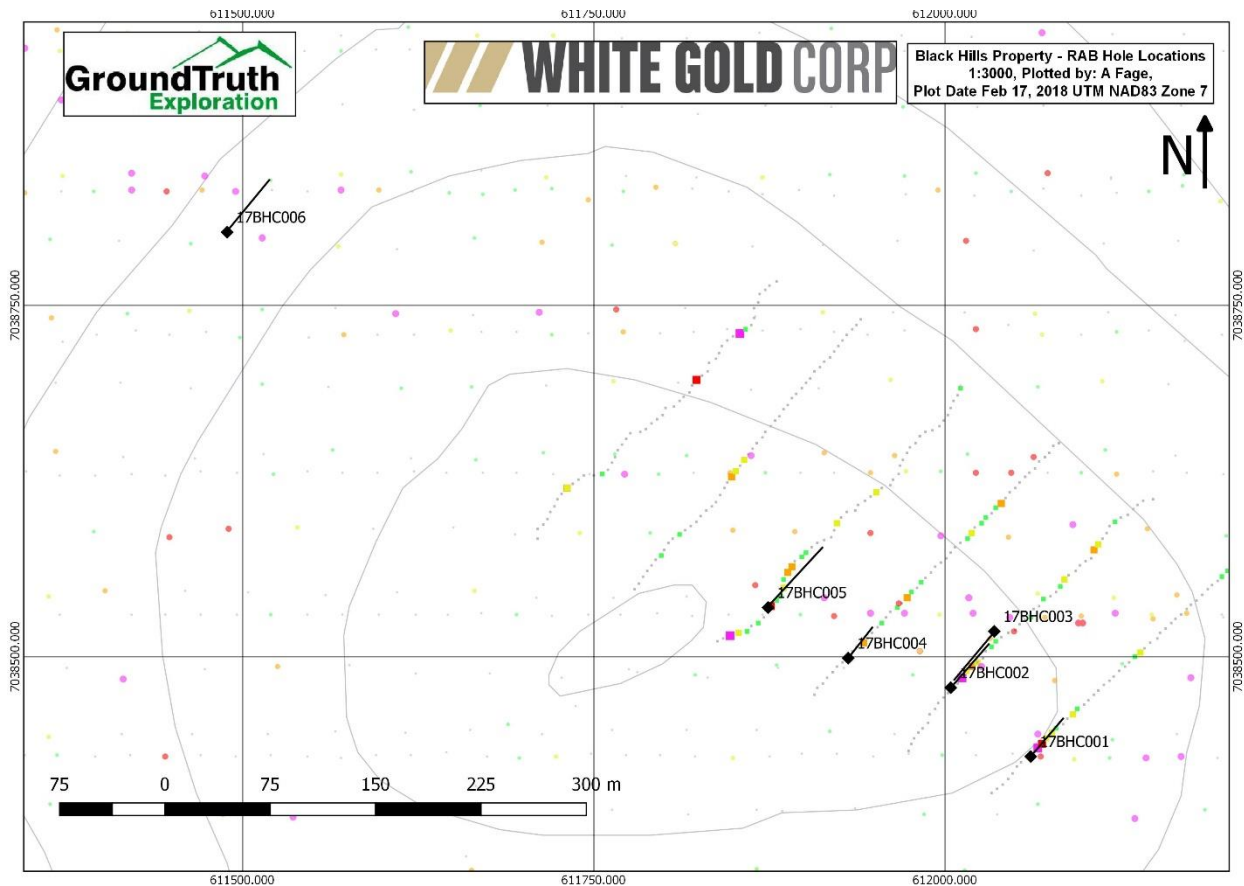 611500.000
611750.000
612000.000
GroundTruth
Exploration
WHITE GOLD CORP
Black Hills Property - RAB Hole Locations
1:3000, Plotted by: A Fage,
Plot Date Feb 17, 2018 UTM NAD83 Zone 7
N
17BHC006
7038750.000
7038750.000
17BHC005
17BHC003
17BHC004
7038500.000
7038500.000
17BHC002
17BHC001
75 0 75 150 225 300 m
611500.000
611750.000
612000.000